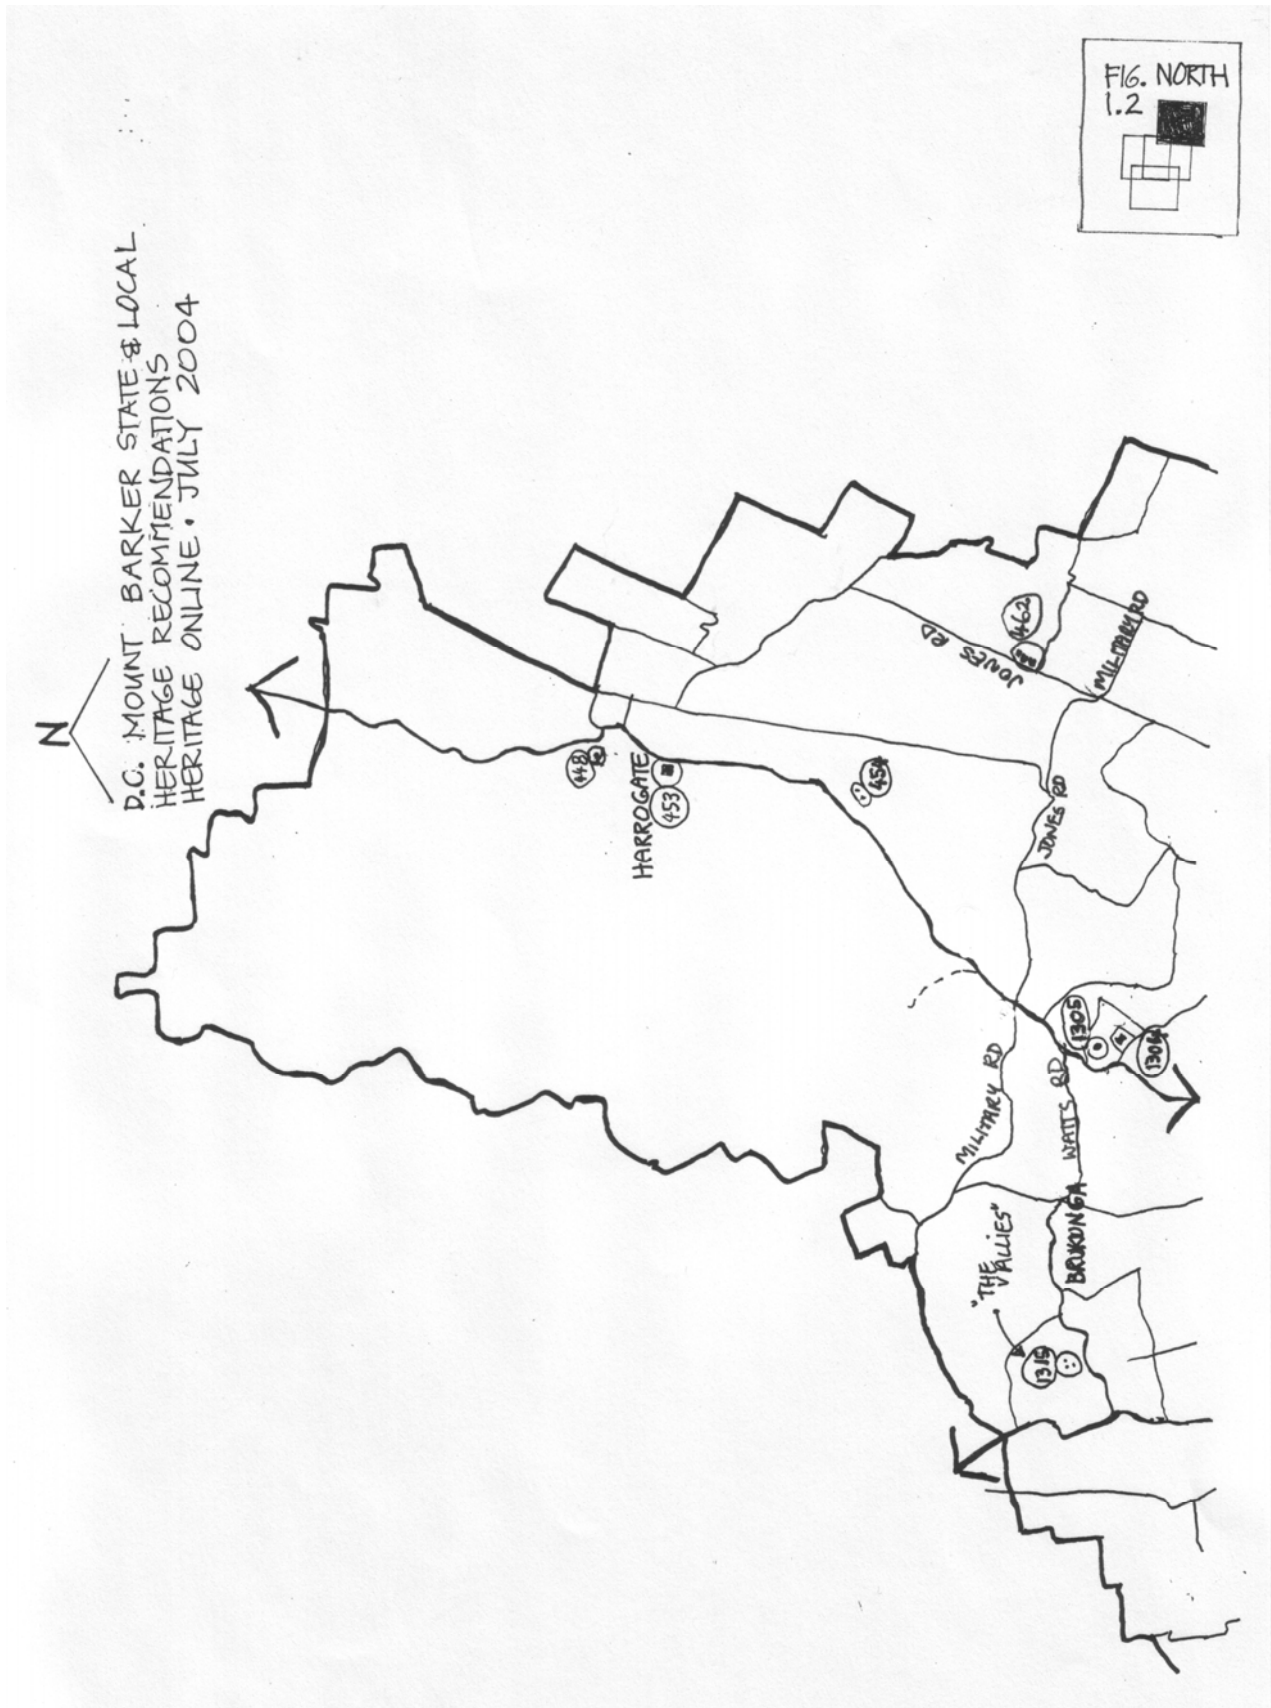 FIG. NORTH
1.2
N
D.C. MOUNT BARKER STATE & LOCAL
HERITAGE RECOMMENDATIONS
HERITAGE ONLINE. JULY 2004
448
HARROGATE
453
454
JONES RD
462
MILITARY RD
JONES RD
MILITARY RD
1305
1304
WATTS RD
BRUKUNGA
"THE
VALLIES"
1315